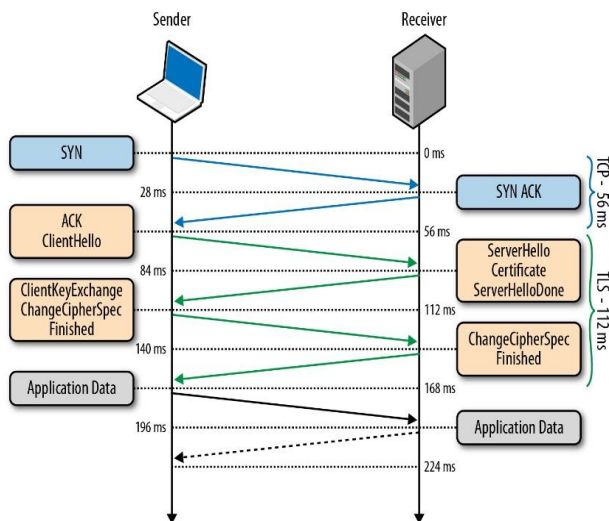 Sender
Receiver
SYN
0 ms
28 ms
SYN ACK
TCP - 56 ms
ACK
ClientHello
56 ms
84 ms
ServerHello
Certificate
ServerHelloDone
TLS - 112 ms
ClientKeyExchange
ChangeCipherSpec
Finished
112 ms
140 ms
ChangeCipherSpec
Finished
Application Data
168 ms
196 ms
Application Data
224 ms